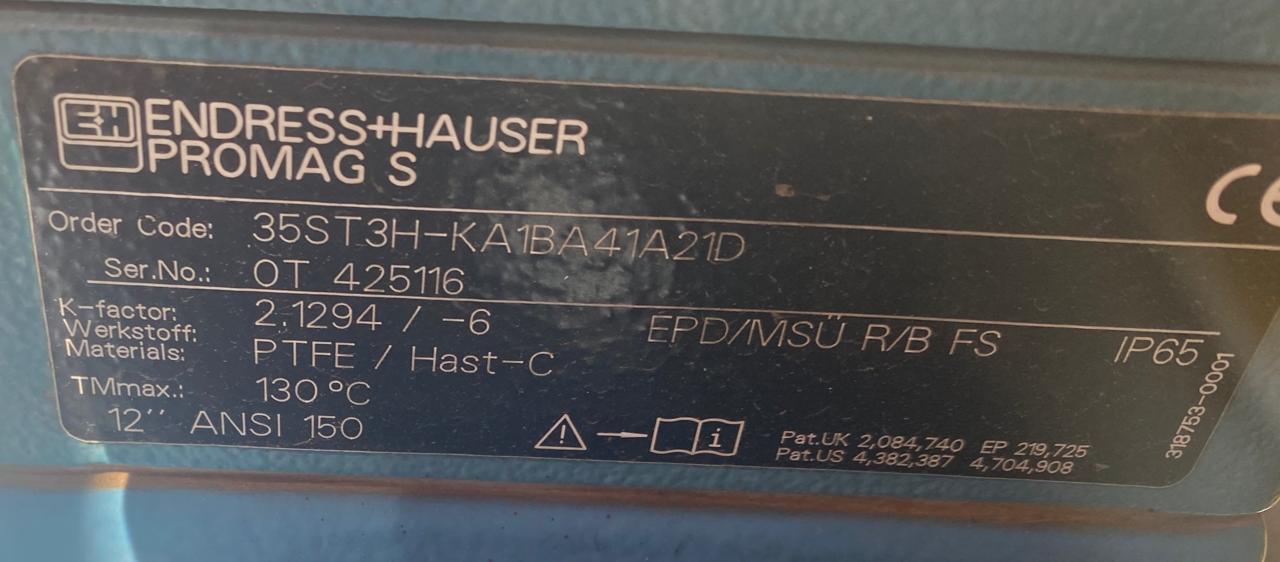 E+H ENDRESS+HAUSER
PROMAG S
CE
Order Code: 35ST3H-KA1BA41A21D
Ser.No.: 0T 425116
K-factor: 2.1294 / -6 EPD/MSÜ R/B FS IP65
Werkstoff:
Materials: PTFE / Hast-C
TMmax.: 130 °C
12'' ANSI 150
Pat.UK 2,084,740 EP 219,725
Pat.US 4,382,387 4,704,908
318753-0001